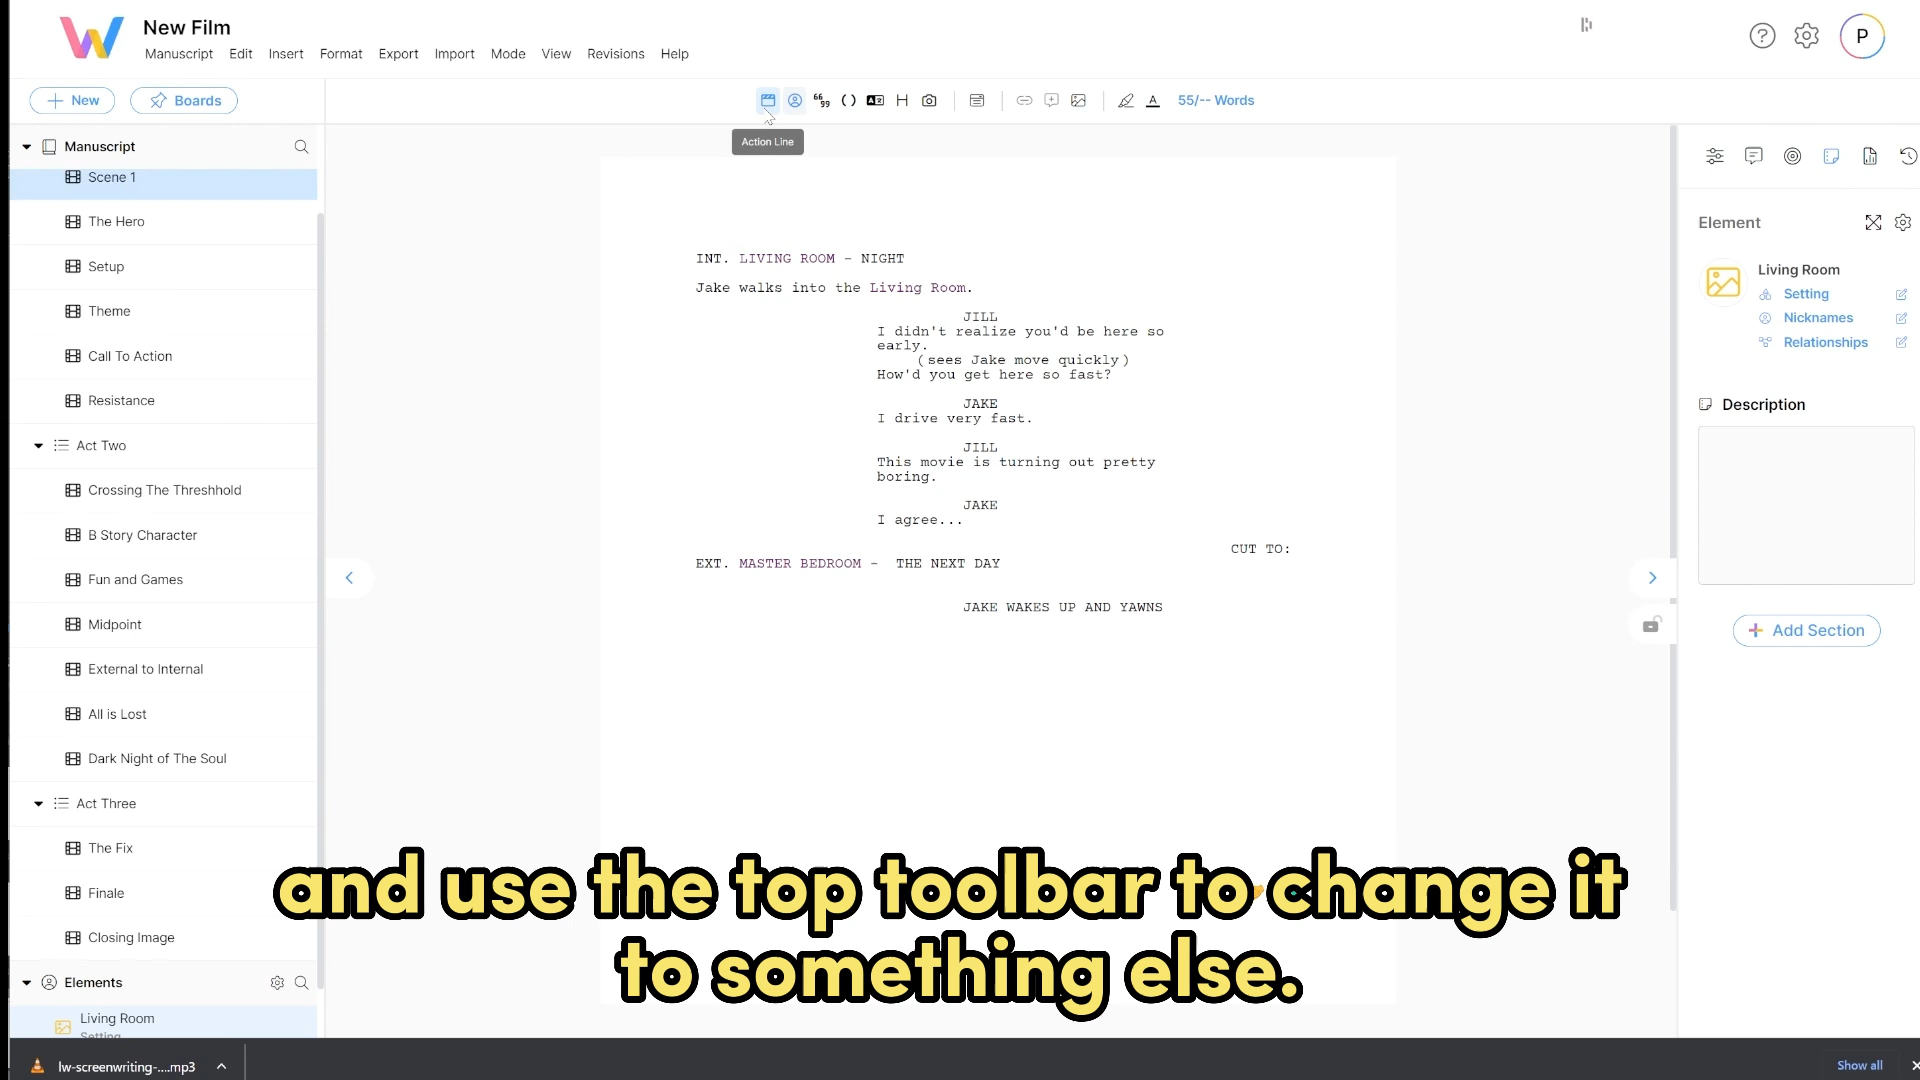 New Film
Manuscript Edit Insert Format Export Import Mode View Revisions Help
P
New Boards
55/-- Words
Action Line
Manuscript
Scene 1
The Hero
Setup
Theme
Call To Action
Resistance
Act Two
Crossing The Threshhold
B Story Character
Fun and Games
Midpoint
External to Internal
All is Lost
Dark Night of The Soul
Act Three
The Fix
Finale
Closing Image
Elements
Living Room
Setting
INT. LIVING ROOM - NIGHT
Jake walks into the Living Room.
JILL
I didn't realize you'd be here so
early.
(sees Jake move quickly)
How'd you get here so fast?
JAKE
I drive very fast.
JILL
This movie is turning out pretty
boring.
JAKE
I agree...
CUT TO:
EXT. MASTER BEDROOM - THE NEXT DAY
JAKE WAKES UP AND YAWNS
Element
Living Room
Setting
Nicknames
Relationships
Description
Add Section
and use the top toolbar to change it
to something else.
lw-screenwriting-....mp3
Show all